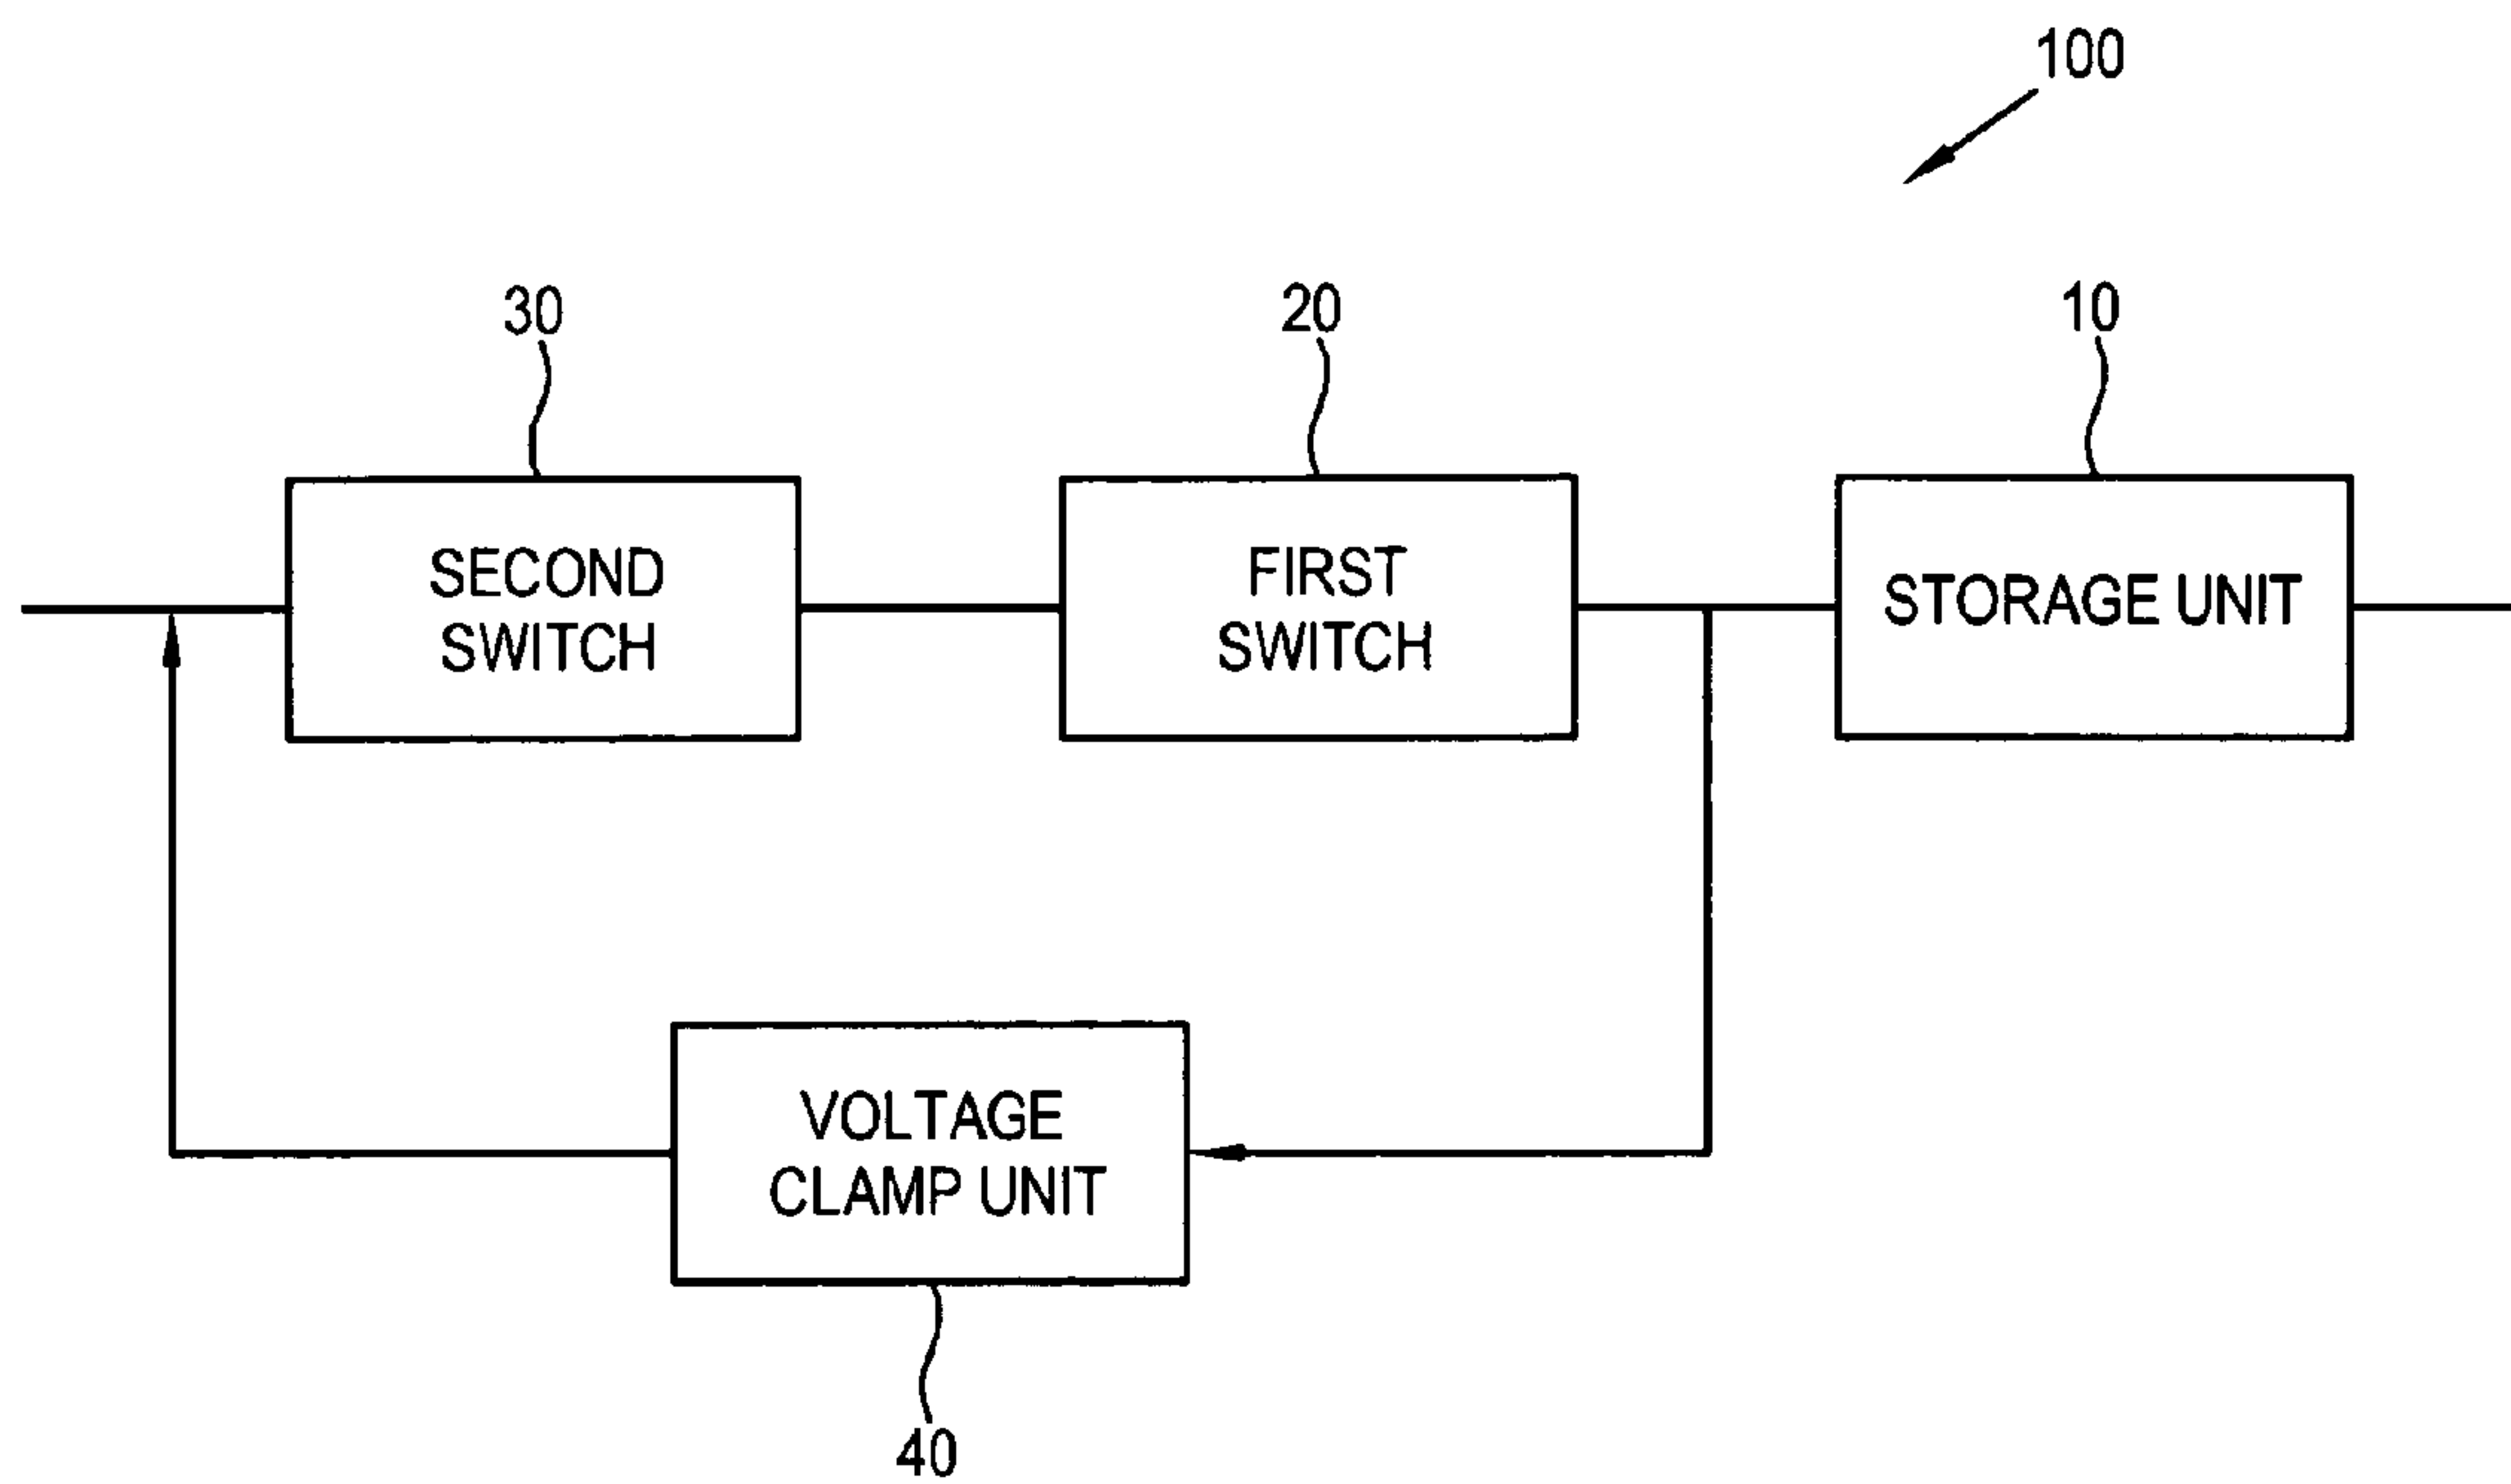 100
30
20
10
SECOND
SWITCH
FIRST
SWITCH
STORAGE UNIT
VOLTAGE
CLAMP UNIT
40